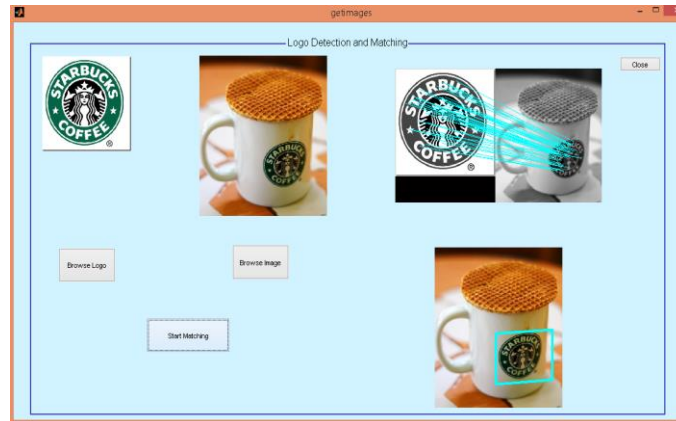 getimages
Logo Detection and Matching
Close
STARBUCKS
COFFEE
®
STARBUCKS
COFFEE
®
STARBUCKS
COFFEE
Browse Logo
Browse Image
Start Matching